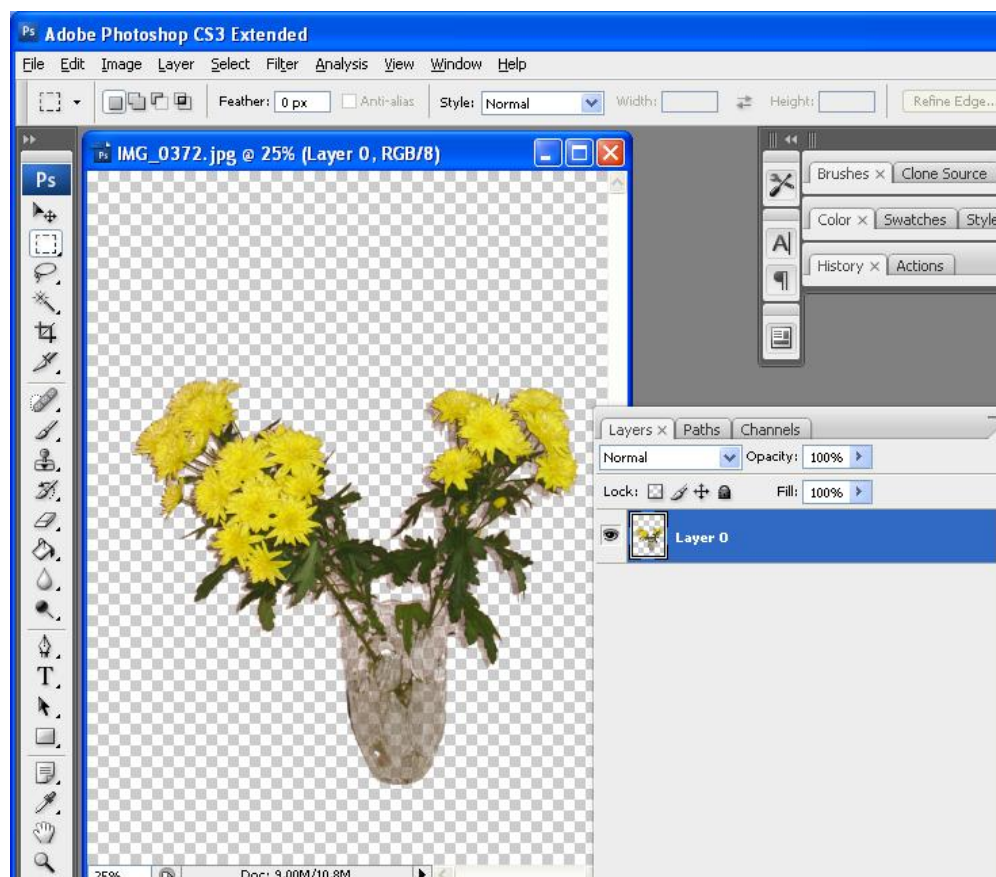 Ps Adobe Photoshop CS3 Extended
File Edit Image Layer Select Filter Analysis View Window Help
Feather: 0 px Anti-alias Style: Normal Width: Height: Refine Edge...
Ps IMG_0372.jpg @ 25% (Layer 0, RGB/8)
Ps
Brushes × Clone Source
Color × Swatches Style
A
History × Actions
Layers × Paths Channels
Normal Opacity: 100%
Lock: Fill: 100%
Layer 0
T
25% Doc: 9.00M/10.8M